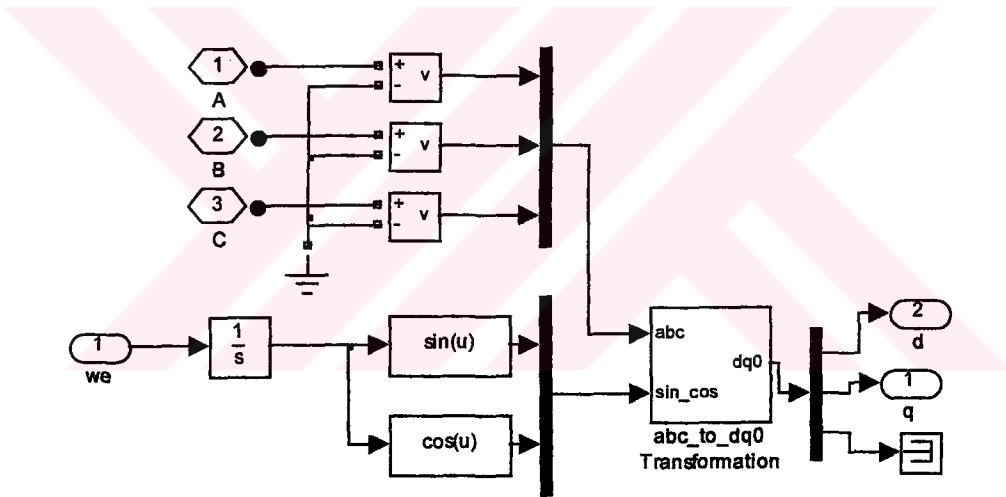 1
+
-
v
A
2
+
-
v
B
3
+
-
v
C
1
we
1
s
sin(u)
cos(u)
abc
sin_cos
dq0
abc_to_dq0
Transformation
2
d
1
q